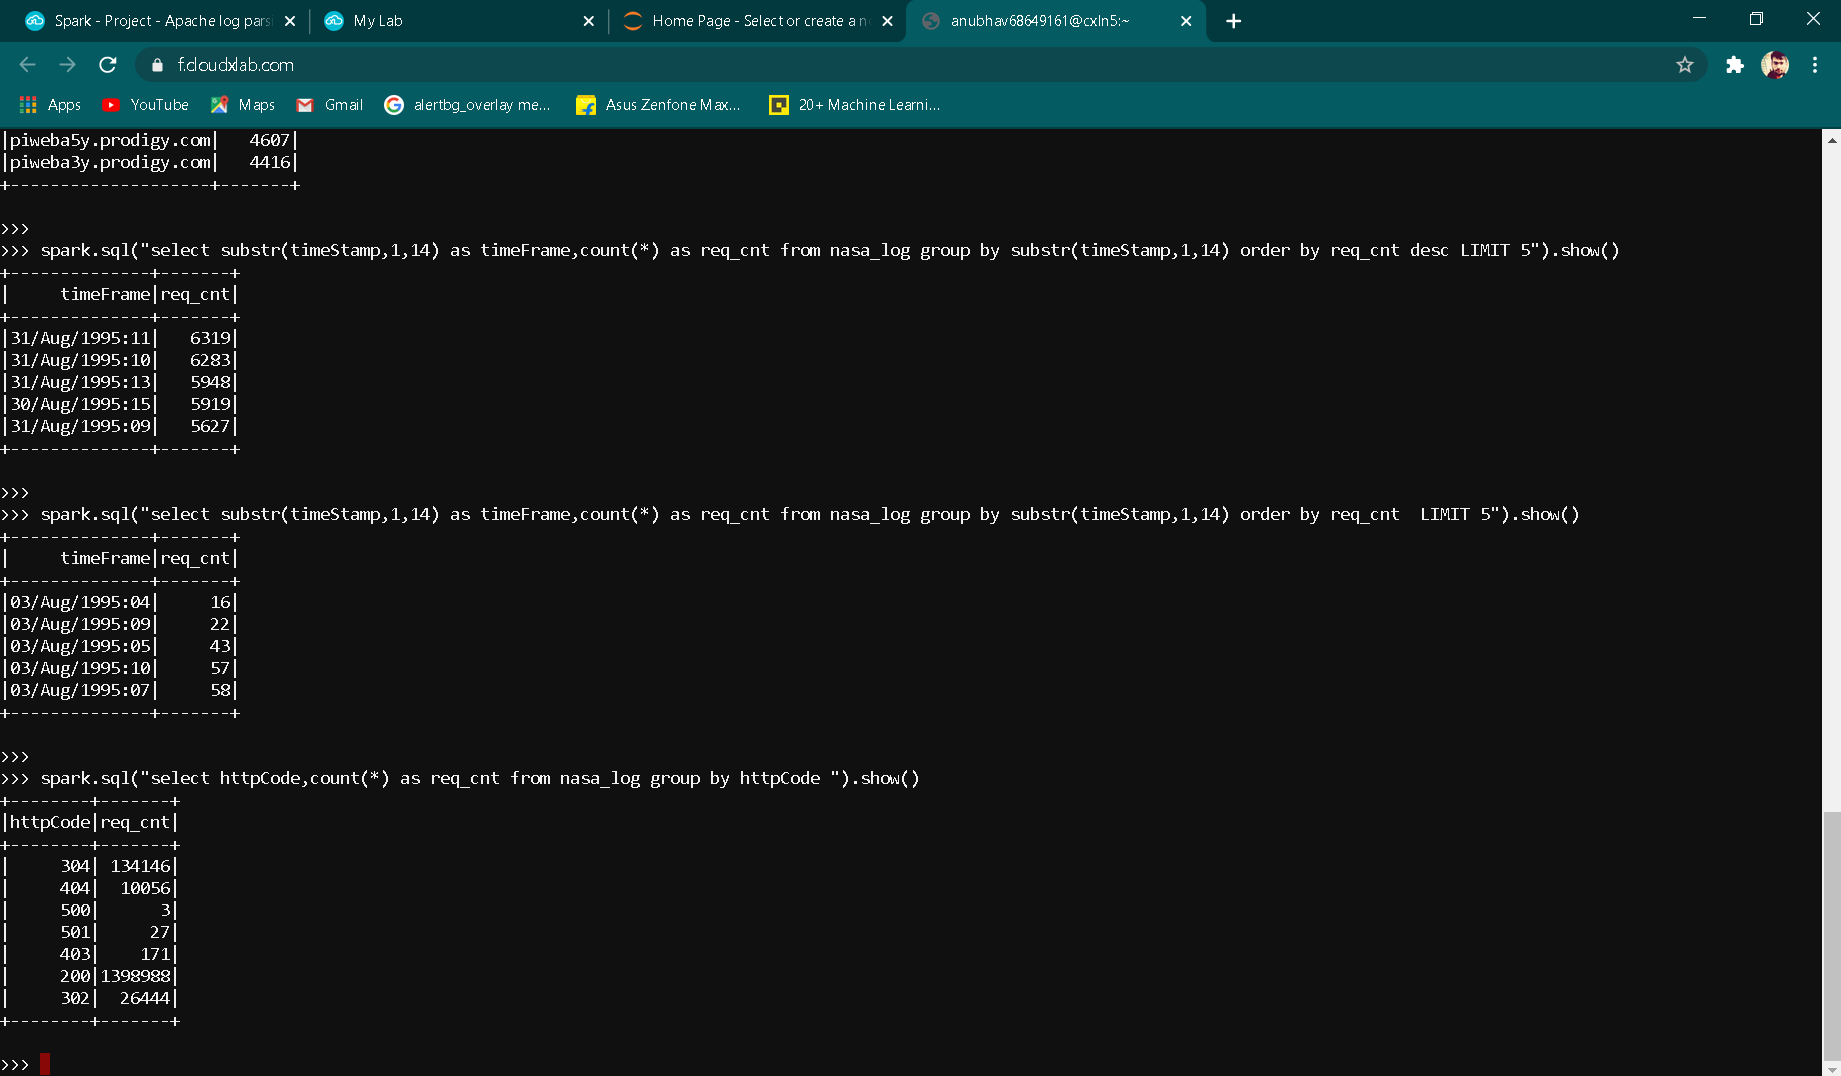 Spark - Project - Apache log pars
My Lab
Home Page - Select or create a n
anubhav68649161@cxln5:~
f.cloudxlab.com
Apps
YouTube
Maps
Gmail
alertbg_overlay me...
Asus Zenfone Max...
20+ Machine Learni...
|piweba5y.prodigy.com|   4607|
|piweba3y.prodigy.com|   4416|
+--------------------+-------+
>>>
>>> spark.sql("select substr(timeStamp,1,14) as timeFrame,count(*) as req_cnt from nasa_log group by substr(timeStamp,1,14) order by req_cnt desc LIMIT 5").show()
+--------------+-------+
|     timeFrame|req_cnt|
+--------------+-------+
|31/Aug/1995:11|   6319|
|31/Aug/1995:10|   6283|
|31/Aug/1995:13|   5948|
|30/Aug/1995:15|   5919|
|31/Aug/1995:09|   5627|
+--------------+-------+
>>>
>>> spark.sql("select substr(timeStamp,1,14) as timeFrame,count(*) as req_cnt from nasa_log group by substr(timeStamp,1,14) order by req_cnt  LIMIT 5").show()
+--------------+-------+
|     timeFrame|req_cnt|
+--------------+-------+
|03/Aug/1995:04|     16|
|03/Aug/1995:09|     22|
|03/Aug/1995:05|     43|
|03/Aug/1995:10|     57|
|03/Aug/1995:07|     58|
+--------------+-------+
>>>
>>> spark.sql("select httpCode,count(*) as req_cnt from nasa_log group by httpCode ").show()
+--------+-------+
|httpCode|req_cnt|
+--------+-------+
|     304| 134146|
|     404|  10056|
|     500|      3|
|     501|     27|
|     403|    171|
|     200|1398988|
|     302|  26444|
+--------+-------+
>>>